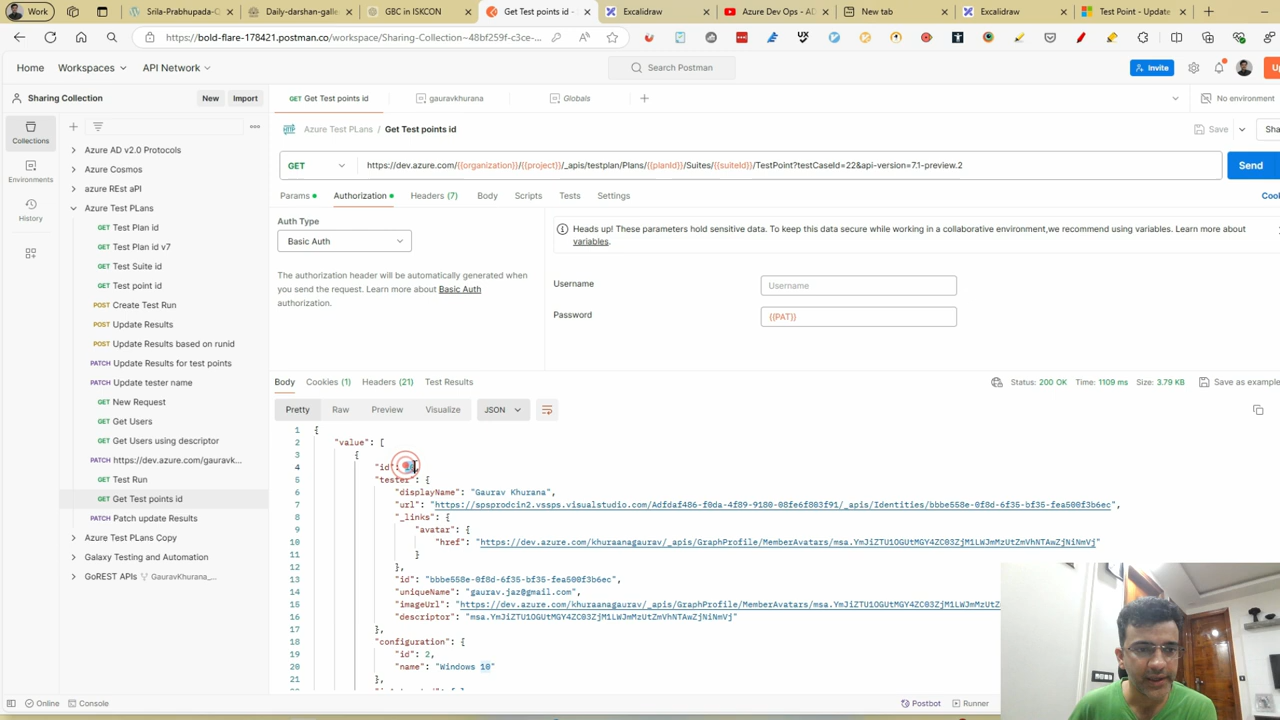 Work
Srila-Prabhupada-C
Daily-darshan-galle
GBC in ISKCON
Get Test points id -
Excalidraw
Azure Dev Ops - AD
New tab
Excalidraw
Test Point - Update
https://bold-flare-178421.postman.co/workspace/Sharing-Collection~48bf259f-c3ce-...
Home Workspaces API Network
Search Postman
Invite
Sharing Collection
New Import
Get Test points id
gauravkhurana
Globals
No environment
Collections
Environments
History
Azure AD v2.0 Protocols
Azure Cosmos
azure REst apI
Azure Test PLans
GET Test Plan id
GET Test Plan id v7
GET Test Suite id
GET Test point id
POST Create Test Run
POST Update Results
POST Update Results based on runid
PATCH Update Results for test points
PATCH Update tester name
GET New Request
GET Get Users
GET Get Users using descriptor
PATCH https://dev.azure.com/gauravk...
GET Test Run
GET Get Test points id
PATCH Patch update Results
Azure Test PLans Copy
Galaxy Testing and Automation
GoREST APIs GauravKhurana_...
Azure Test PLans / Get Test points id
Save
Sha
GET https://dev.azure.com/{{organization}}/{{project}}/_apis/testplan/Plans/{{planId}}/Suites/{{suiteId}}/TestPoint?testCaseId=22&api-version=7.1-preview.2
Send
Params Authorization Headers (7) Body Scripts Tests Settings
Cool
Auth Type
Basic Auth
The authorization header will be automatically generated when
you send the request. Learn more about Basic Auth
authorization.
Heads up! These parameters hold sensitive data. To keep this data secure while working in a collaborative environment,we recommend using variables. Learn more about
variables.
Username Username
Password {{PAT}}
Body Cookies (1) Headers (21) Test Results
Status: 200 OK Time: 1109 ms Size: 3.79 KB Save as example
Pretty Raw Preview Visualize JSON
1 {
2 "value": [
3 {
4 "id":
5 "tester": {
6 "displayName": "Gaurav Khurana",
7 "url": "https://spsprodcin2.vssps.visualstudio.com/Adfdaf486-f0da-4f89-9180-08fe6f803f91/_apis/Identities/bbbe558e-0f8d-6f35-bf35-fea500f3b6ec",
8 "_links": {
9 "avatar": {
10 "href": "https://dev.azure.com/khuraanagaurav/_apis/GraphProfile/MemberAvatars/msa.YmJiZTU1OGUtMGY4ZC03ZjM1LWJmMzUtZmVhNTAwZjNiNmVj"
11 }
12 },
13 "id": "bbbe558e-0f8d-6f35-bf35-fea500f3b6ec",
14 "uniqueName": "gaurav.jaz@gmail.com",
15 "imageUrl": "https://dev.azure.com/khuraanagaurav/_apis/GraphProfile/MemberAvatars/msa.YmJiZTU1OGUtMGY4ZC03ZjM1LWJmMzUtZ
16 "descriptor": "msa.YmJiZTU1OGUtMGY4ZC03ZjM1LWJmMzUtZmVhNTAwZjNiNmVj"
17 },
18 "configuration": {
19 "id": 2,
20 "name": "Windows 10"
Online Console
Postbot Runner